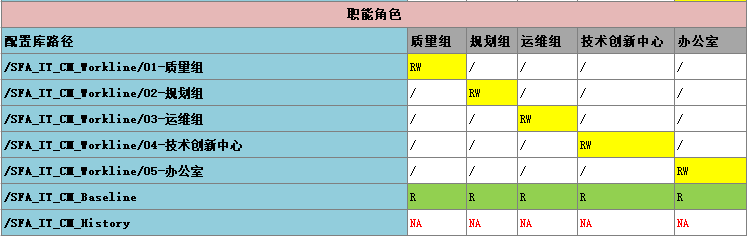 职能角色
配置库路径 质量组 规划组 运维组 技术创新中心 办公室
/SFA_IT_CM_Workline/01-质量组 RW / / / /
/SFA_IT_CM_Workline/02-规划组 / RW / / /
/SFA_IT_CM_Workline/03-运维组 / / RW / /
/SFA_IT_CM_Workline/04-技术创新中心 / / / RW /
/SFA_IT_CM_Workline/05-办公室 / / / / RW
/SFA_IT_CM_Baseline R R R R R
/SFA_IT_CM_History NA NA NA NA NA